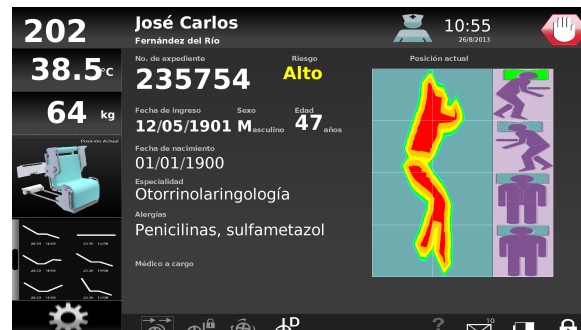 202
José Carlos
Fernández del Río
10:55
26/8/2013
38.5°C
No. de expediente
235754
Riesgo
Alto
Posición actual
64 kg
Fecha de ingreso
12/05/1901
Sexo
Masculino
Edad
47 años
Posición Actual
Fecha de nacimiento
01/01/1900
Especialidad
Otorrinolaringología
Alergias
Penicilinas, sulfametazol
Médico a cargo
LD
?
10